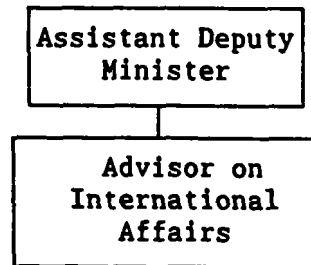 Assistant Deputy
Minister
Advisor on
International
Affairs